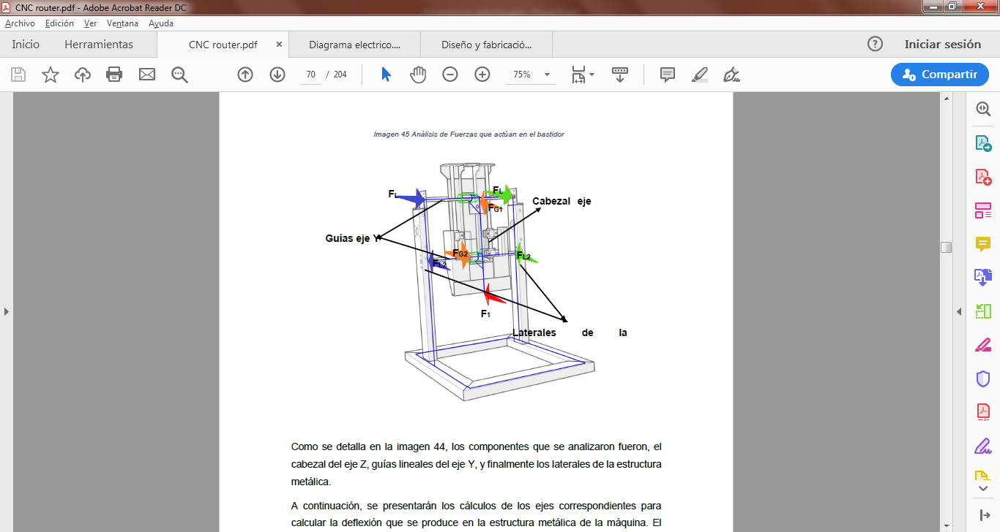 CNC router.pdf - Adobe Acrobat Reader DC
Archivo Edición Ver Ventana Ayuda
Inicio Herramientas CNC router.pdf × Diagrama electrico.... Diseño y fabricació... Iniciar sesión
70 / 204 75% Compartir
Imagen 45 Análisis de Fuerzas que actúan en el bastidor
FL FL
Cabezal eje
FG1
Guías eje Y
FG2 FL2
FL2
F1
Laterales de la
Como se detalla en la imagen 44, los componentes que se analizaron fueron, el
cabezal del eje Z, guías lineales del eje Y, y finalmente los laterales de la estructura
metálica.
A continuación, se presentarán los cálculos de los ejes correspondientes para
calcular la deflexión que se produce en la estructura metálica de la máquina. El